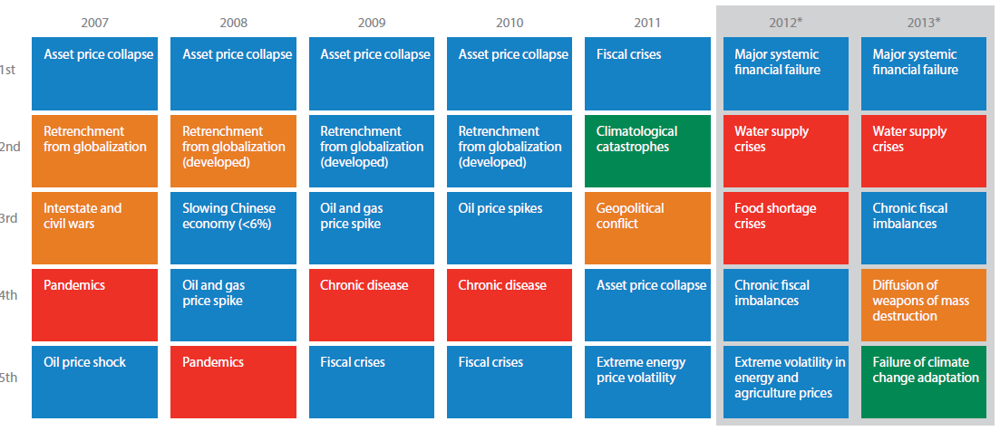 2007 2008 2009 2010 2011 2012* 2013*
1st
Asset price collapse
Asset price collapse
Asset price collapse
Asset price collapse
Fiscal crises
Major systemic
financial failure
Major systemic
financial failure
2nd
Retrenchment
from globalization
Retrenchment
from globalization
(developed)
Retrenchment
from globalization
(developed)
Retrenchment
from globalization
(developed)
Climatological
catastrophes
Water supply
crises
Water supply
crises
3rd
Interstate and
civil wars
Slowing Chinese
economy (<6%)
Oil and gas
price spike
Oil price spikes
Geopolitical
conflict
Food shortage
crises
Chronic fiscal
imbalances
4th
Pandemics
Oil and gas
price spike
Chronic disease
Chronic disease
Asset price collapse
Chronic fiscal
imbalances
Diffusion of
weapons of mass
destruction
5th
Oil price shock
Pandemics
Fiscal crises
Fiscal crises
Extreme energy
price volatility
Extreme volatility in
energy and
agriculture prices
Failure of climate
change adaptation